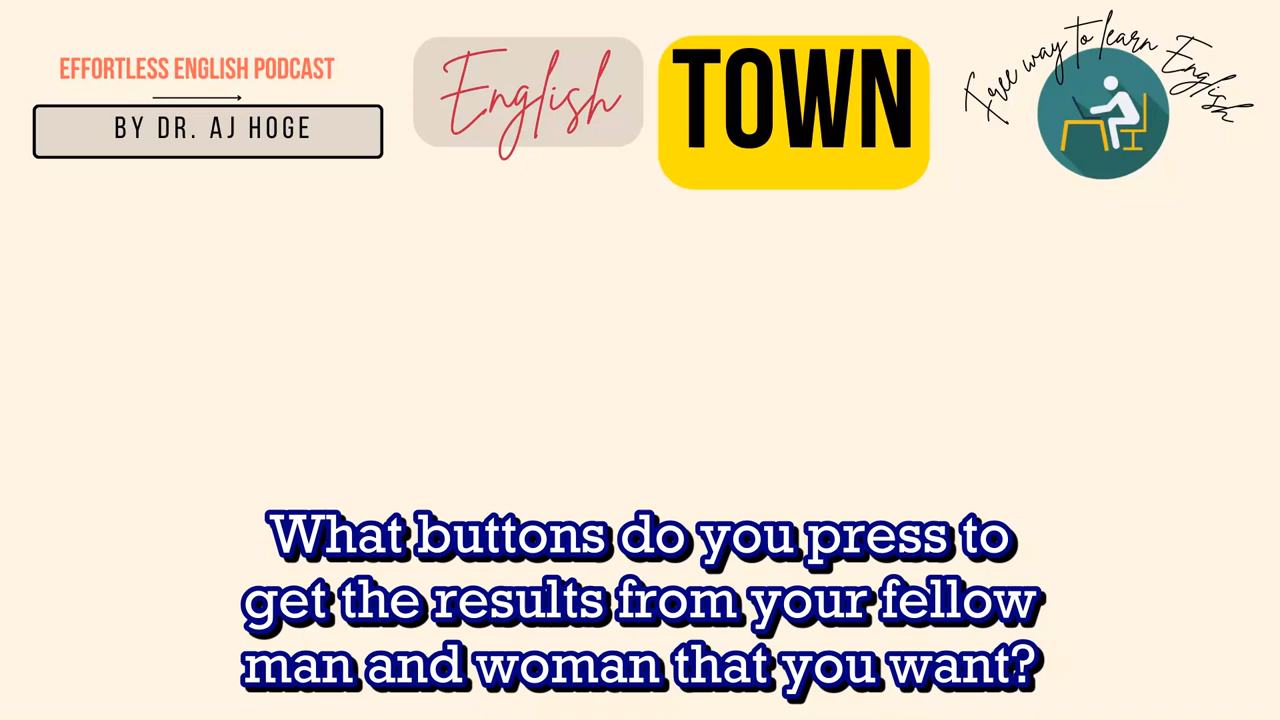 EFFORTLESS ENGLISH PODCAST
BY DR. AJ HOGE
English
TOWN
Free way to learn English
What buttons do you press to
get the results from your fellow
man and woman that you want?